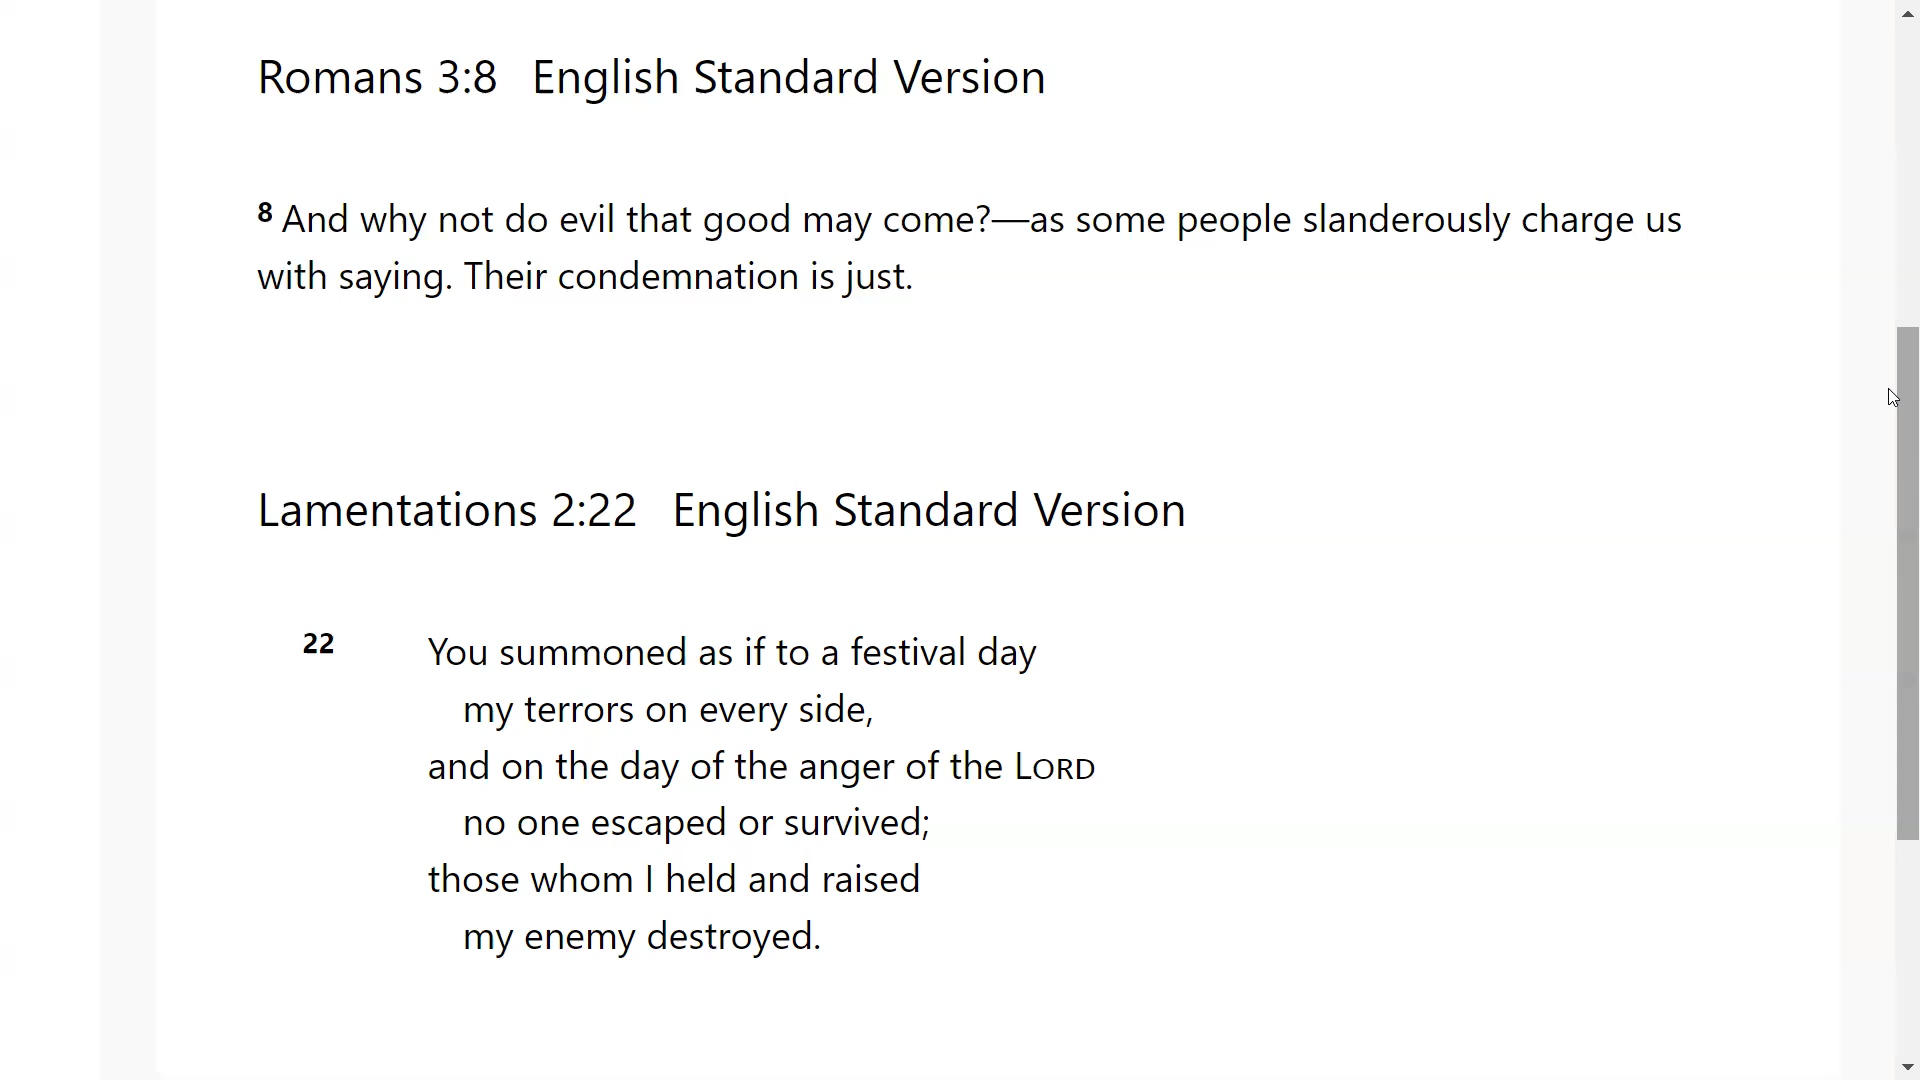 Romans 3:8 English Standard Version
8 And why not do evil that good may come?—as some people slanderously charge us
with saying. Their condemnation is just.
Lamentations 2:22 English Standard Version
22 You summoned as if to a festival day
my terrors on every side,
and on the day of the anger of the LORD
no one escaped or survived;
those whom I held and raised
my enemy destroyed.